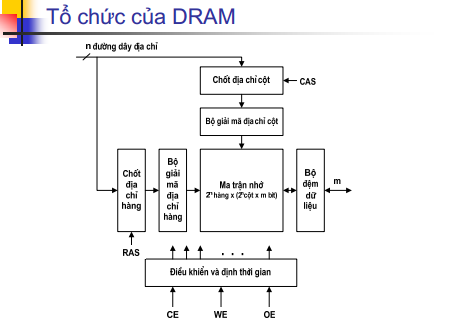 Tổ chức của DRAM
n đường dây địa chỉ
Chốt địa chỉ cột
CAS
Bộ giải mã địa chỉ cột
Chốt
địa
chỉ
hàng
Bộ
giải
mã
địa
chỉ
hàng
Ma trận nhớ
2ⁿ hàng x (2ⁿcột x m bit)
Bộ
đệm
dữ
liệu
m
RAS
. . .
Điều khiển và định thời gian
CE
WE
OE